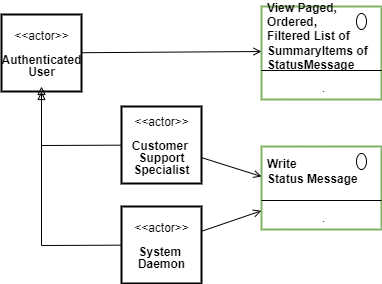 <<actor>>
Authenticated
User
View Paged,
Ordered,
Filtered List of
SummaryItems of
StatusMessage
.
<<actor>>
Customer
Support
Specialist
Write
Status Message
.
<<actor>>
System
Daemon